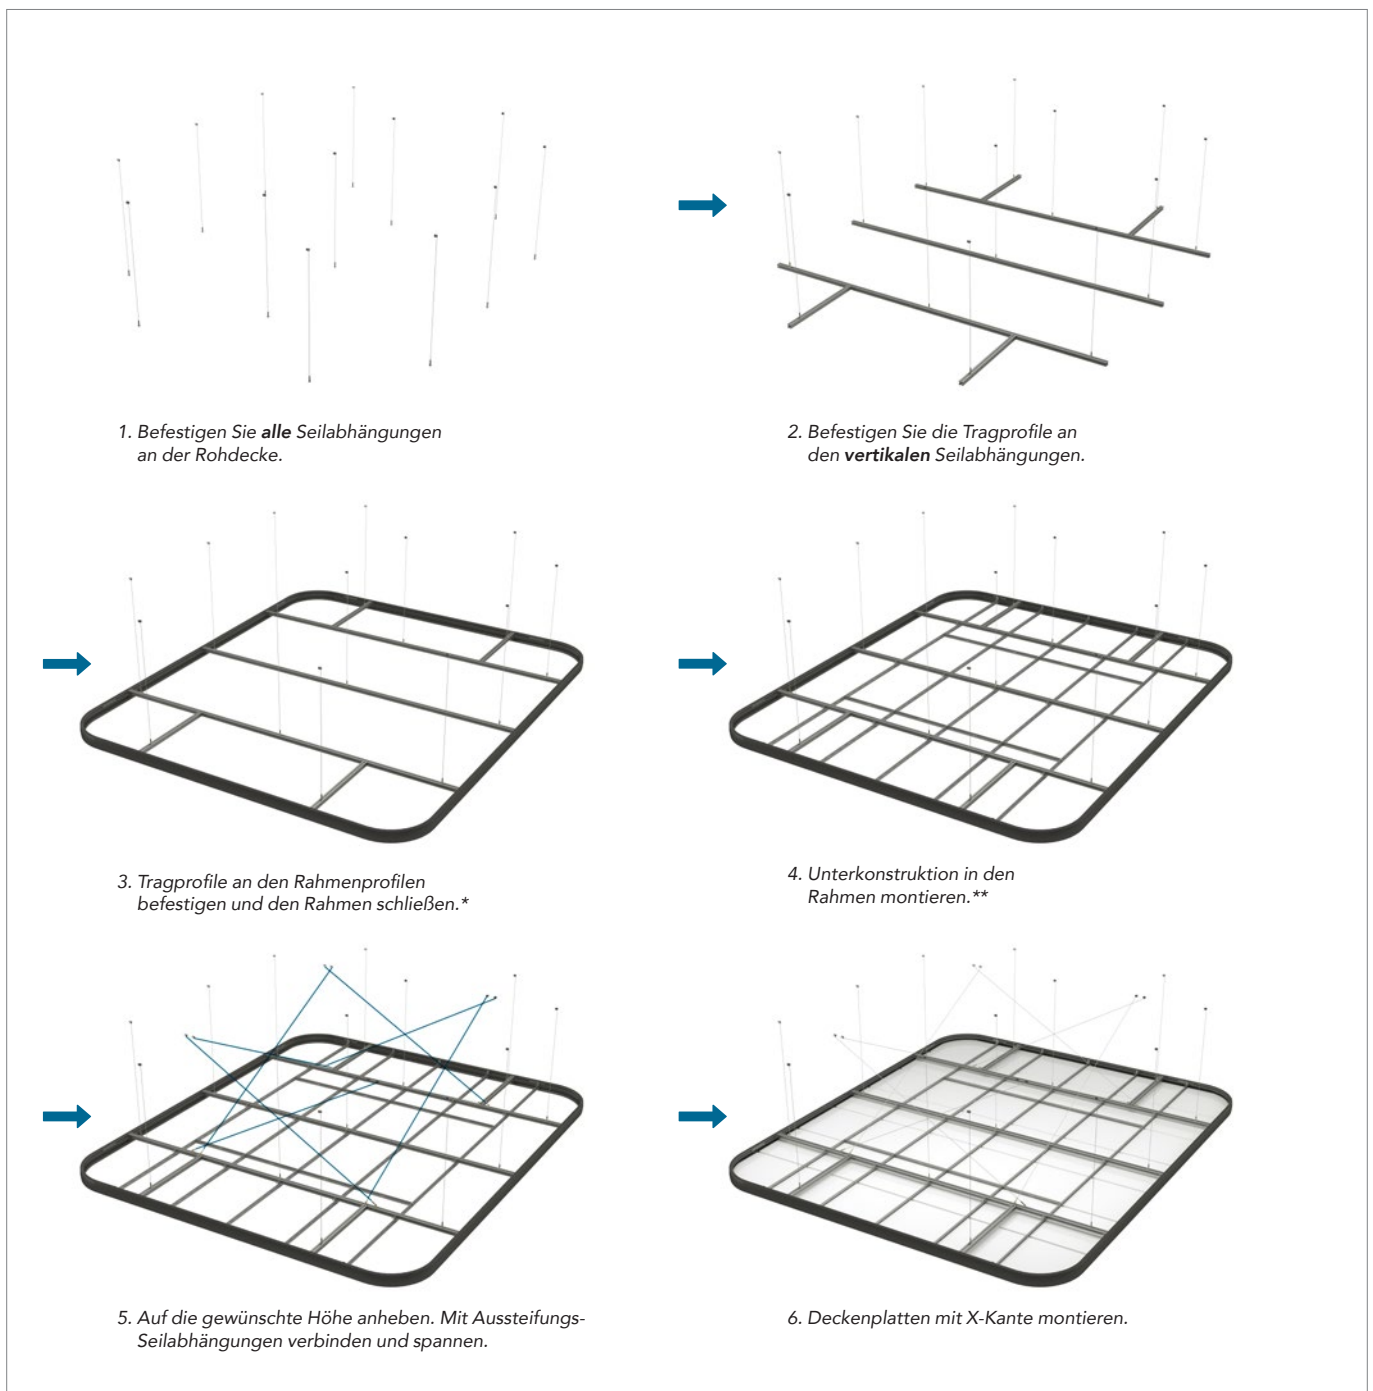 1. Befestigen Sie alle Seilabhängungen
an der Rohdecke.
2. Befestigen Sie die Tragprofile an
den vertikalen Seilabhängungen.
3. Tragprofile an den Rahmenprofilen
befestigen und den Rahmen schließen.*
4. Unterkonstruktion in den
Rahmen montieren.**
5. Auf die gewünschte Höhe anheben. Mit Aussteifungs-
Seilabhängungen verbinden und spannen.
6. Deckenplatten mit X-Kante montieren.